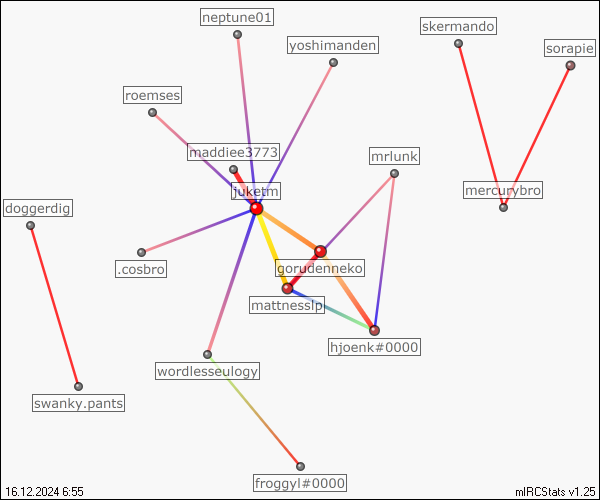 neptune01
skermando
yoshimanden
sorapie
roemses
maddiee3773
mrlunk
juketm
mercurybro
doggerdig
.cosbro
gorudenneko
mattnesslp
hjoenk#0000
wordlesseulogy
swanky.pants
froggyl#0000
16.12.2024 6:55
mIRCStats v1.25